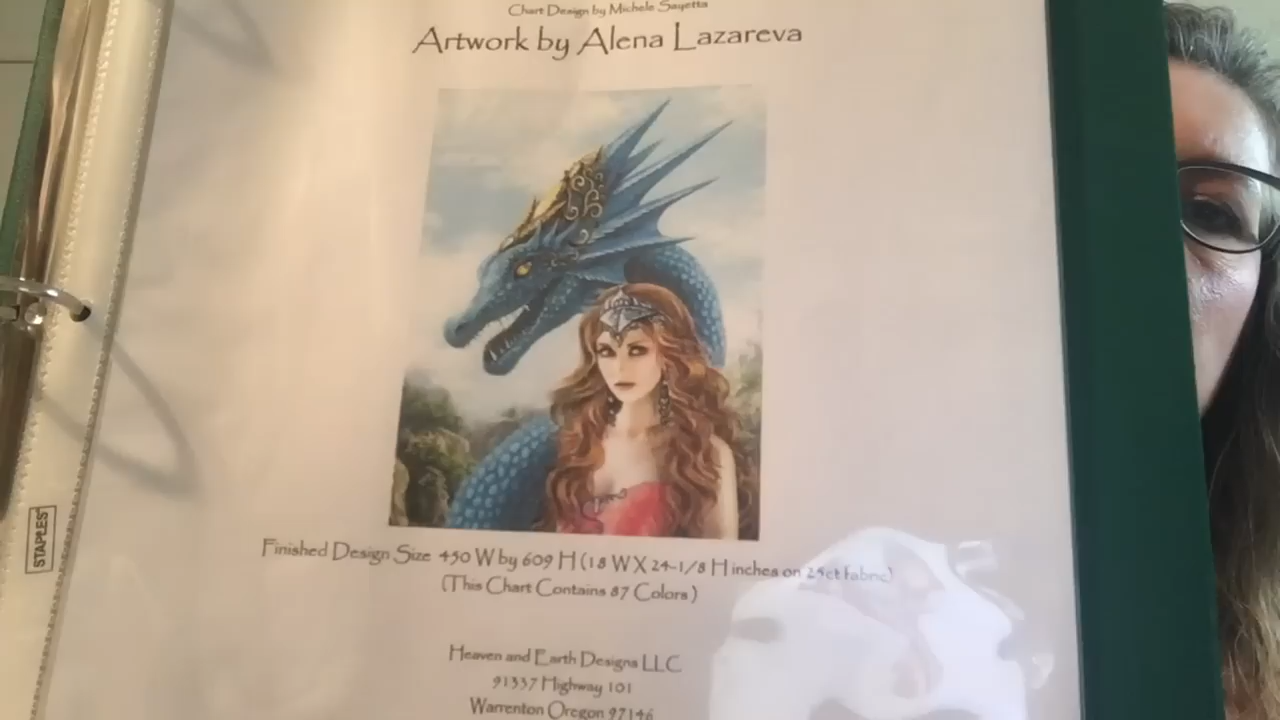 Chart Design by Michele Sayetta
Artwork by Alena Lazareva
Finished Design Size 450 W by 609 H (18 W X 24-1/8 H inches on 25ct fabric)
(This Chart Contains 87 Colors)
Heaven and Earth Designs LLC
91337 Highway 101
Warrenton Oregon 97146
STAPLES